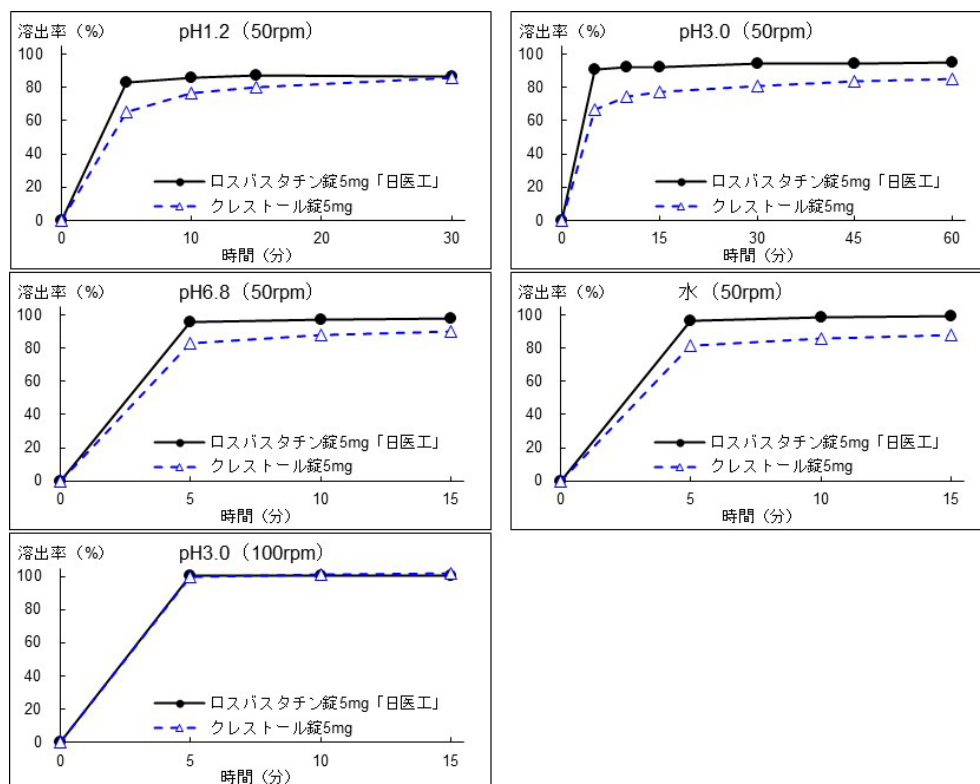 溶出率（%） pH1.2（50rpm）
100
80
60
40
20
0
ロスバスタチン錠5mg「日医工」
クレストール錠5mg
0 10 20 30
時間（分）
溶出率（%） pH3.0（50rpm）
100
80
60
40
20
0
ロスバスタチン錠5mg「日医工」
クレストール錠5mg
0 15 30 45 60
時間（分）
溶出率（%） pH6.8（50rpm）
100
80
60
40
20
0
ロスバスタチン錠5mg「日医工」
クレストール錠5mg
0 5 10 15
時間（分）
溶出率（%） 水（50rpm）
100
80
60
40
20
0
ロスバスタチン錠5mg「日医工」
クレストール錠5mg
0 5 10 15
時間（分）
溶出率（%） pH3.0（100rpm）
100
80
60
40
20
0
ロスバスタチン錠5mg「日医工」
クレストール錠5mg
0 5 10 15
時間（分）